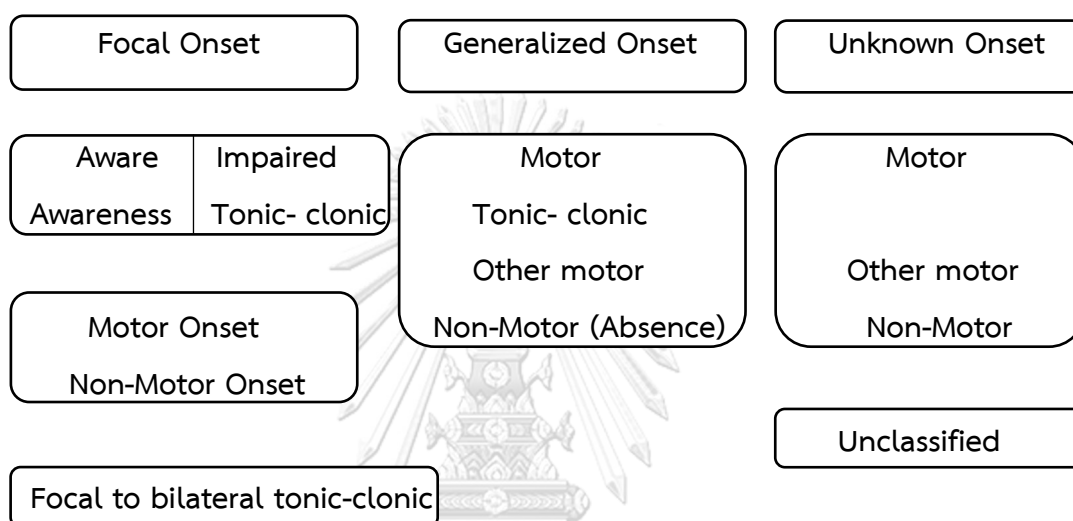 Focal Onset
Generalized Onset
Unknown Onset
Aware
Impaired
Awareness
Tonic- clonic
Motor Onset
Non-Motor Onset
Focal to bilateral tonic-clonic
Motor
Tonic- clonic
Other motor
Non-Motor (Absence)
Motor
Other motor
Non-Motor
Unclassified